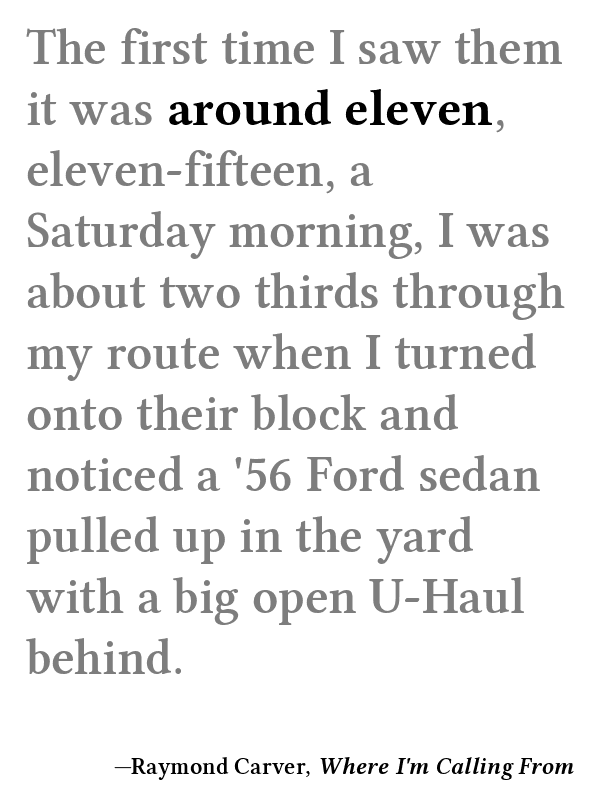 The first time I saw them
it was around eleven,
eleven-fifteen, a
Saturday morning, I was
about two thirds through
my route when I turned
onto their block and
noticed a '56 Ford sedan
pulled up in the yard
with a big open U-Haul
behind.
—Raymond Carver, Where I'm Calling From